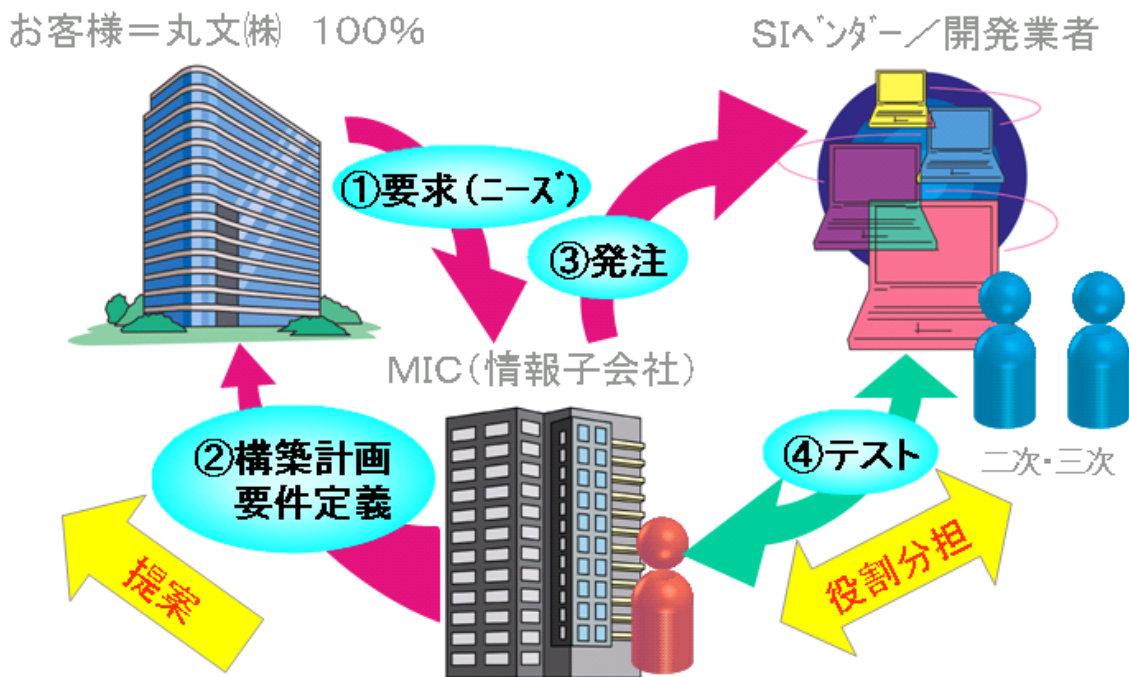 お客様＝丸文㈱ 100%
SIﾍﾞﾝﾀﾞｰ／開発業者
①要求(ﾆｰｽﾞ)
③発注
MIC(情報子会社)
②構築計画
要件定義
④テスト
二次・三次
提案
役割分担